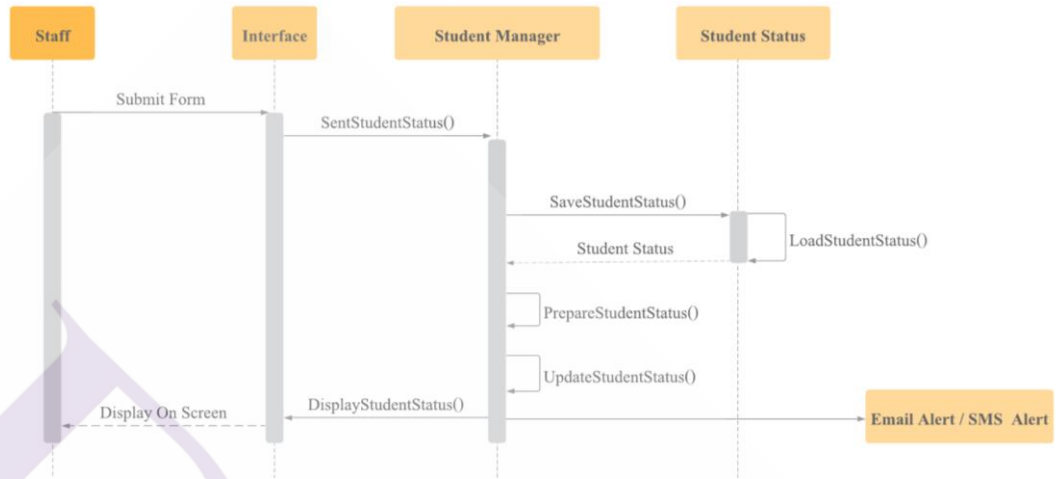 Staff
Interface
Student Manager
Student Status
Submit Form
SentStudentStatus()
SaveStudentStatus()
LoadStudentStatus()
Student Status
PrepareStudentStatus()
UpdateStudentStatus()
DisplayStudentStatus()
Display On Screen
Email Alert / SMS Alert